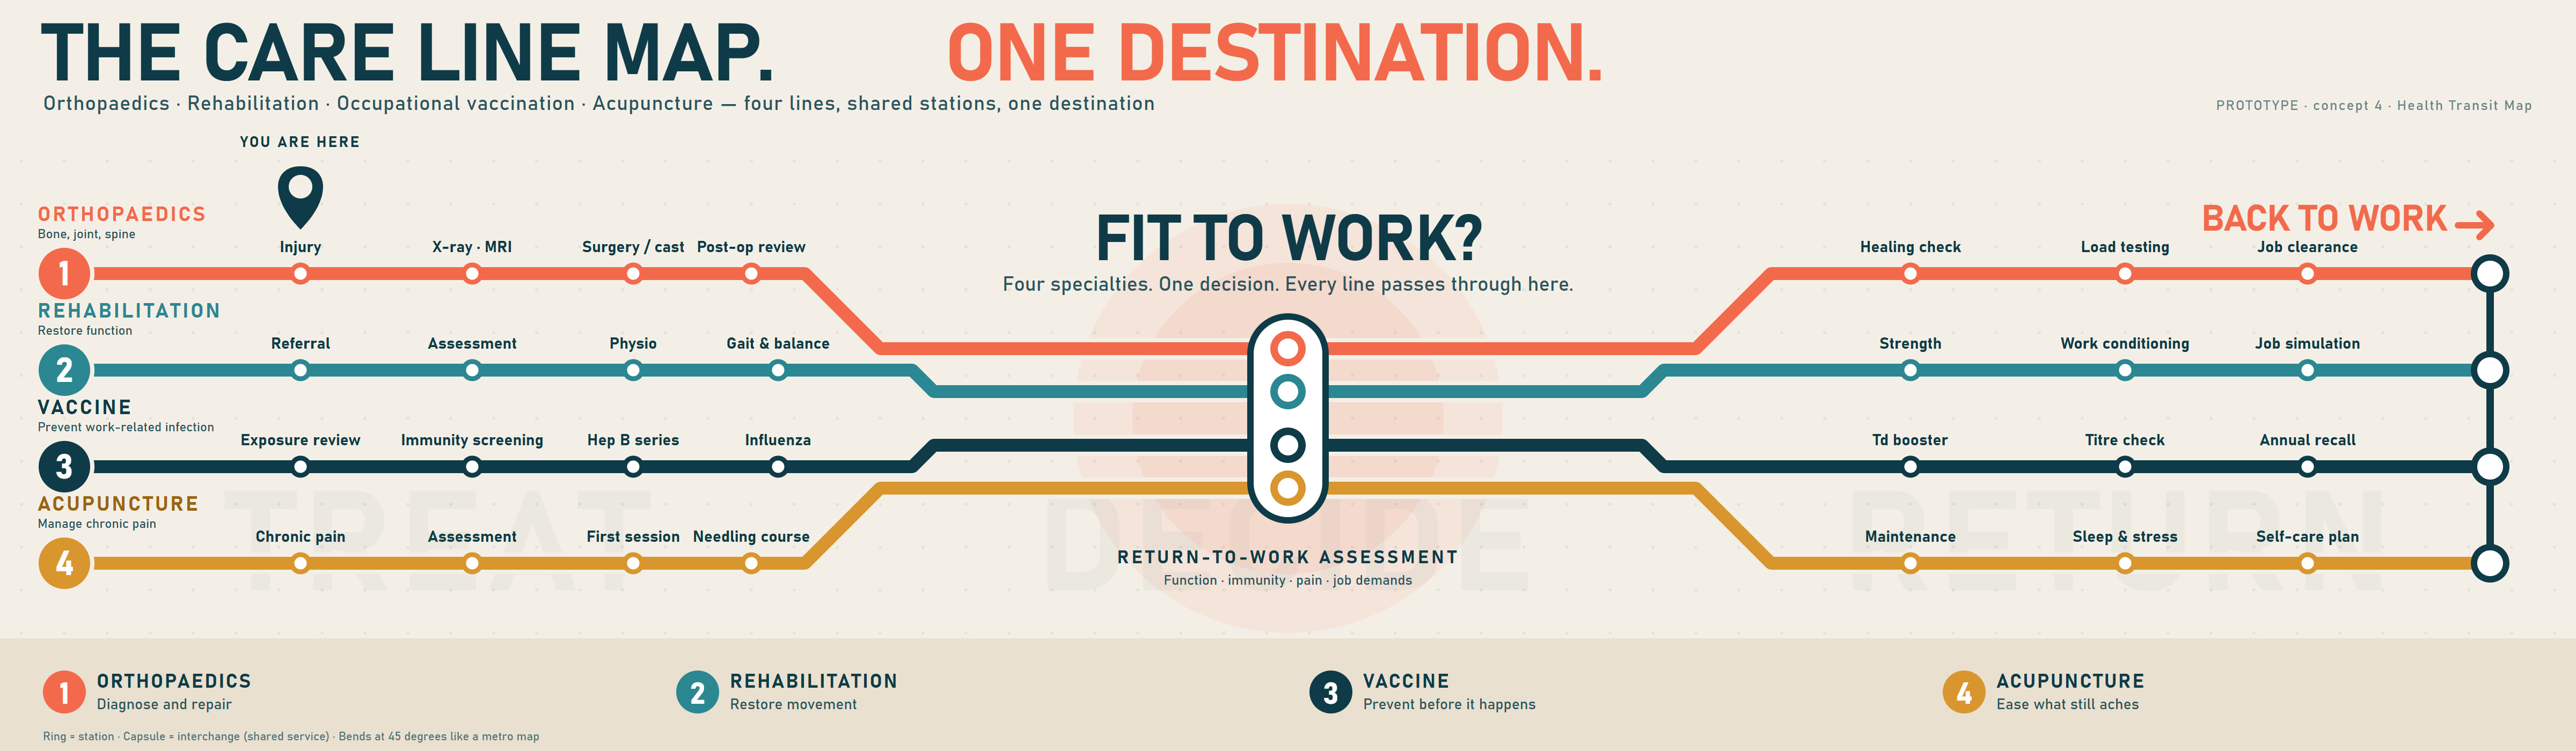 THE CARE LINE MAP. ONE DESTINATION.
Orthopaedics · Rehabilitation · Occupational vaccination · Acupuncture — four lines, shared stations, one destination
PROTOTYPE · concept 4 · Health Transit Map
YOU ARE HERE
ORTHOPAEDICS
Bone, joint, spine
1
Injury
X-ray · MRI
Surgery / cast
Post-op review
REHABILITATION
Restore function
2
Referral
Assessment
Physio
Gait & balance
VACCINE
Prevent work-related infection
3
Exposure review
Immunity screening
Hep B series
Influenza
ACUPUNCTURE
Manage chronic pain
4
Chronic pain
Assessment
First session
Needling course
TREAT
FIT TO WORK?
Four specialties. One decision. Every line passes through here.
DECIDE
RETURN-TO-WORK ASSESSMENT
Function · immunity · pain · job demands
BACK TO WORK
Healing check
Load testing
Job clearance
Strength
Work conditioning
Job simulation
Td booster
Titre check
Annual recall
Maintenance
Sleep & stress
Self-care plan
RETURN
1
ORTHOPAEDICS
Diagnose and repair
2
REHABILITATION
Restore movement
3
VACCINE
Prevent before it happens
4
ACUPUNCTURE
Ease what still aches
Ring = station · Capsule = interchange (shared service) · Bends at 45 degrees like a metro map